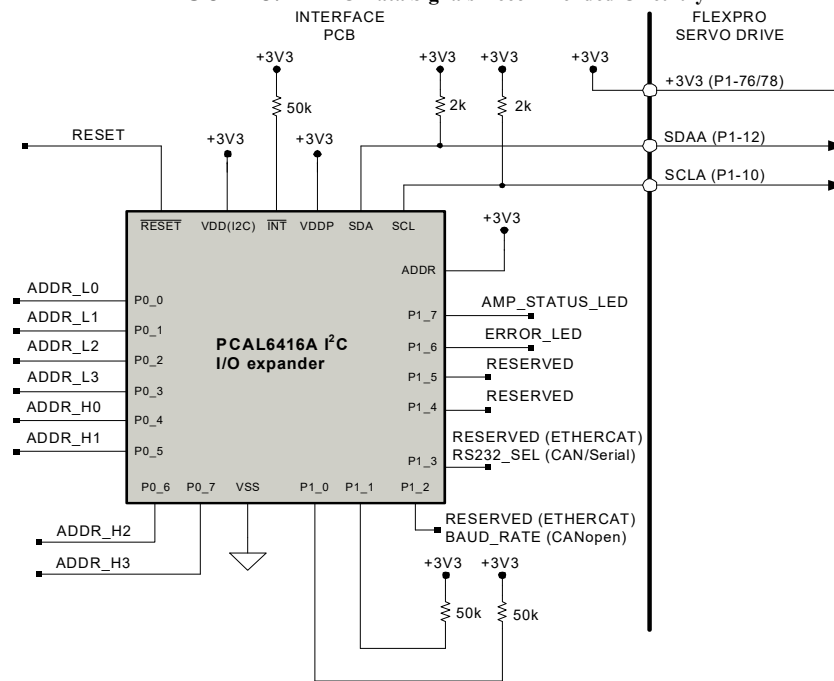 INTERFACE
PCB
FLEXPRO
SERVO DRIVE
+3V3
+3V3
+3V3
+3V3
+3V3 (P1-76/78)
50k
2k
2k
RESET
+3V3
+3V3
SDAA (P1-12)
SCLA (P1-10)
RESET
VDD(I2C)
INT
VDDP
SDA
SCL
+3V3
ADDR
ADDR_L0
P0_0
ADDR_L1
P0_1
ADDR_L2
P0_2
ADDR_L3
P0_3
ADDR_H0
P0_4
ADDR_H1
P0_5
PCAL6416A I²C
I/O expander
P1_7
AMP_STATUS_LED
P1_6
ERROR_LED
P1_5
RESERVED
P1_4
RESERVED
P1_3
RESERVED (ETHERCAT)
RS232_SEL (CAN/Serial)
P0_6
P0_7
VSS
P1_0
P1_1
P1_2
ADDR_H2
ADDR_H3
RESERVED (ETHERCAT)
BAUD_RATE (CANopen)
+3V3
+3V3
50k
50k